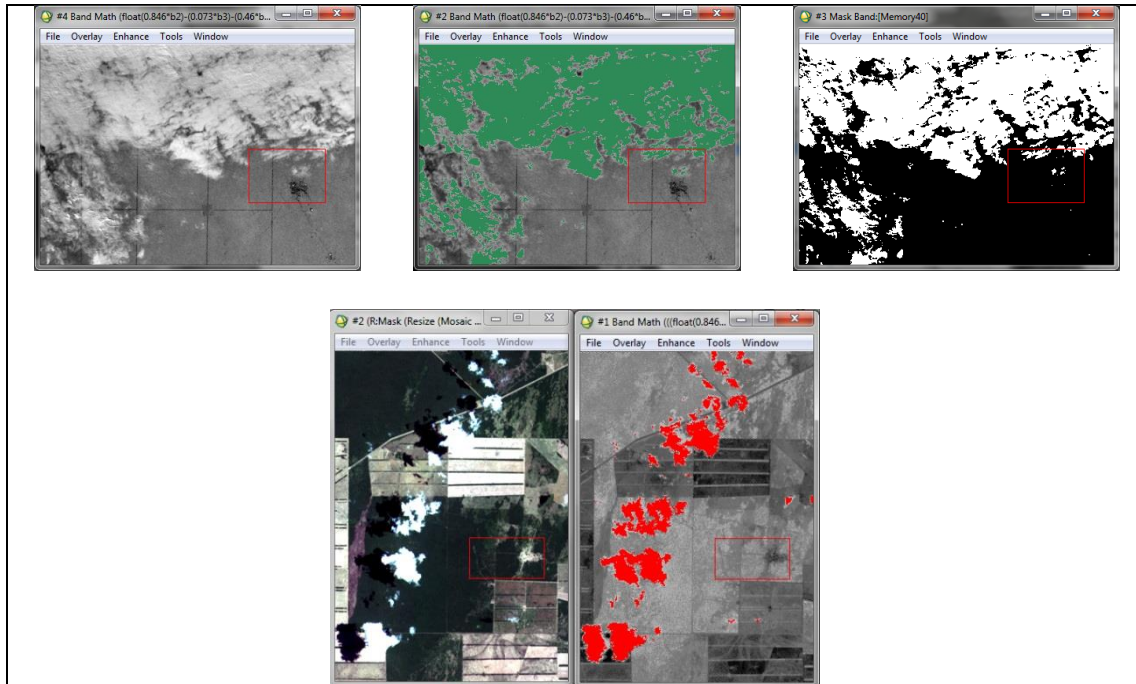 #4 Band Math (float(0.846*b2)-(0.073*b3)-(0.46*b...
File Overlay Enhance Tools Window
#2 Band Math (float(0.846*b2)-(0.073*b3)-(0.46*b...
File Overlay Enhance Tools Window
#3 Mask Band:[Memory40]
File Overlay Enhance Tools Window
#2 (R:Mask (Resize (Mosaic ...
File Overlay Enhance Tools Window
#1 Band Math (((float(0.846...
File Overlay Enhance Tools Window